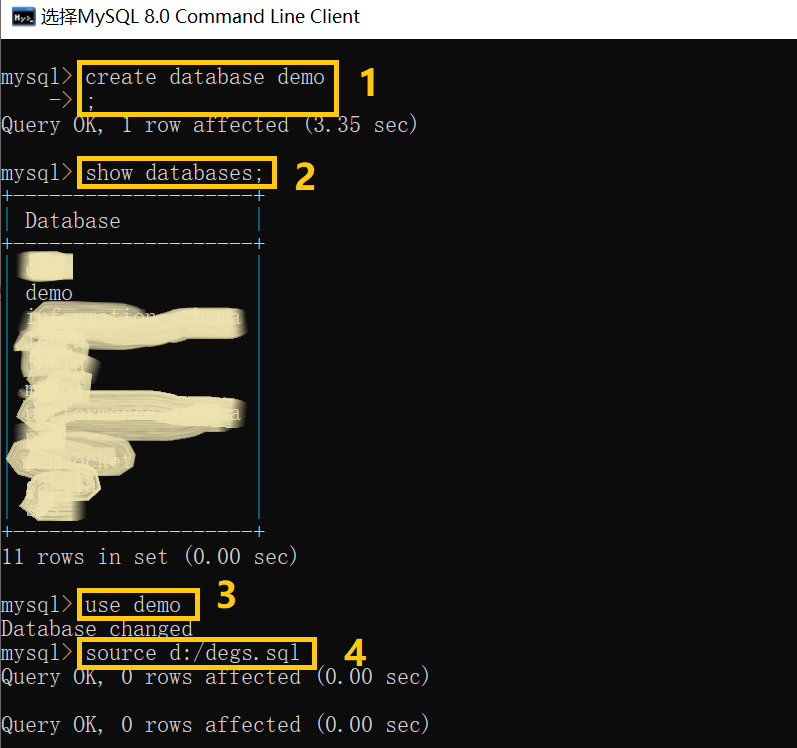 选择MySQL 8.0 Command Line Client
mysql> create database demo 1
-> ;
Query OK, 1 row affected (3.35 sec)
mysql> show databases; 2
+--------------------+
| Database |
+--------------------+
demo
+--------------------+
11 rows in set (0.00 sec)
mysql> use demo 3
Database changed
mysql> source d:/degs.sql 4
Query OK, 0 rows affected (0.00 sec)
Query OK, 0 rows affected (0.00 sec)